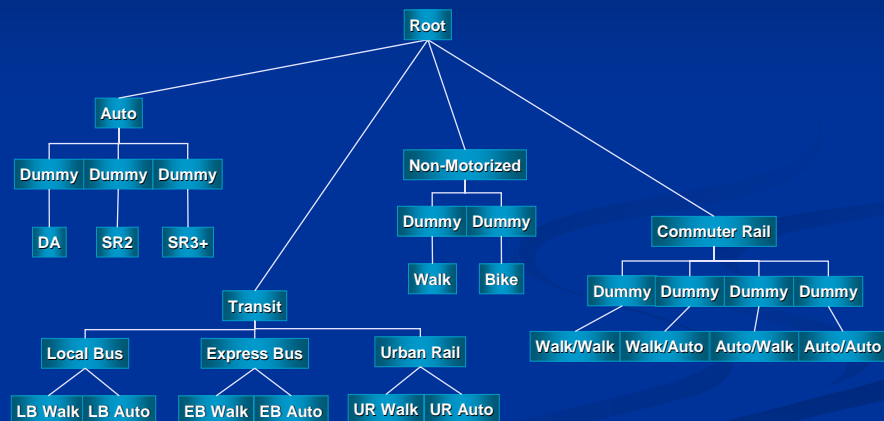 Root
Auto
Dummy Dummy Dummy
DA SR2 SR3+
Non-Motorized
Dummy Dummy
Walk Bike
Commuter Rail
Dummy Dummy Dummy Dummy
Walk/Walk Walk/Auto Auto/Walk Auto/Auto
Transit
Local Bus Express Bus Urban Rail
LB Walk LB Auto EB Walk EB Auto UR Walk UR Auto